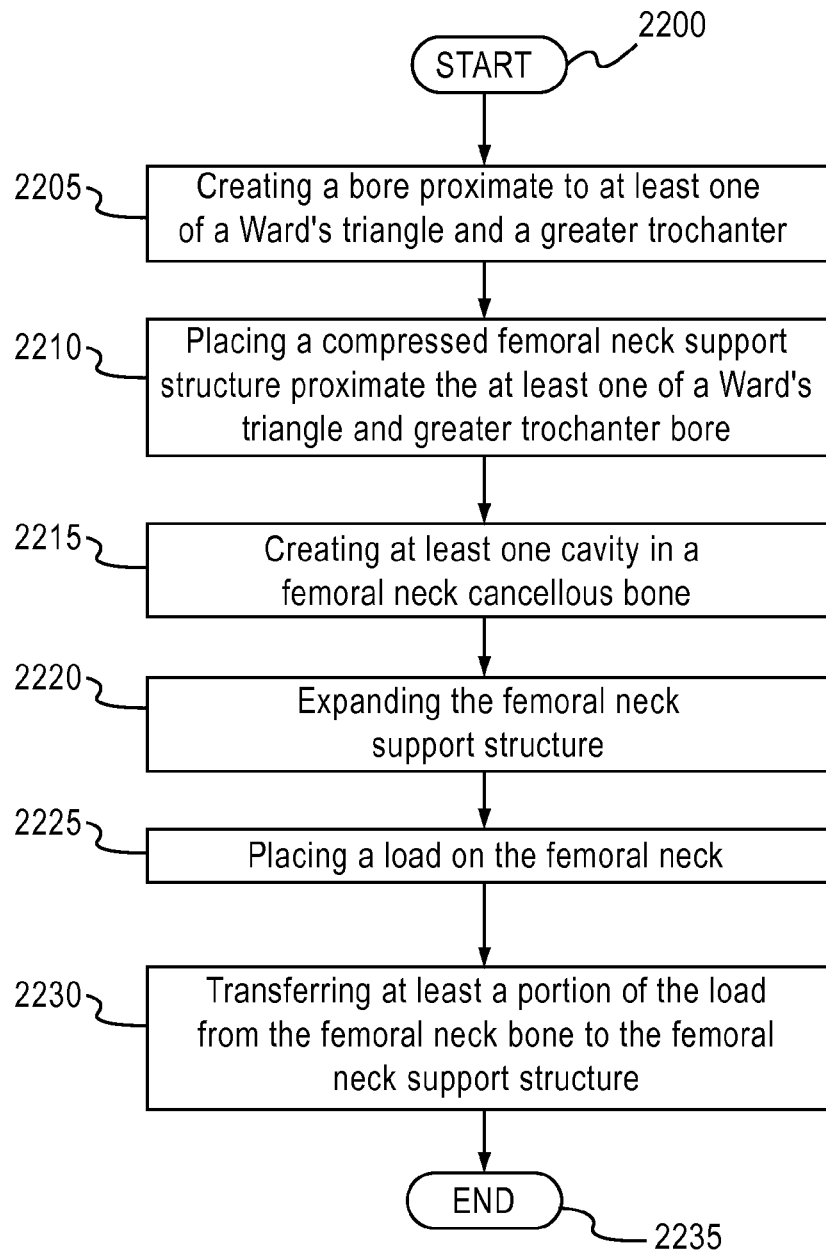 2200
START
2205
Creating a bore proximate to at least one
of a Ward's triangle and a greater trochanter
2210
Placing a compressed femoral neck support
structure proximate the at least one of a Ward's
triangle and greater trochanter bore
2215
Creating at least one cavity in a
femoral neck cancellous bone
2220
Expanding the femoral neck
support structure
2225
Placing a load on the femoral neck
2230
Transferring at least a portion of the load
from the femoral neck bone to the femoral
neck support structure
END
2235